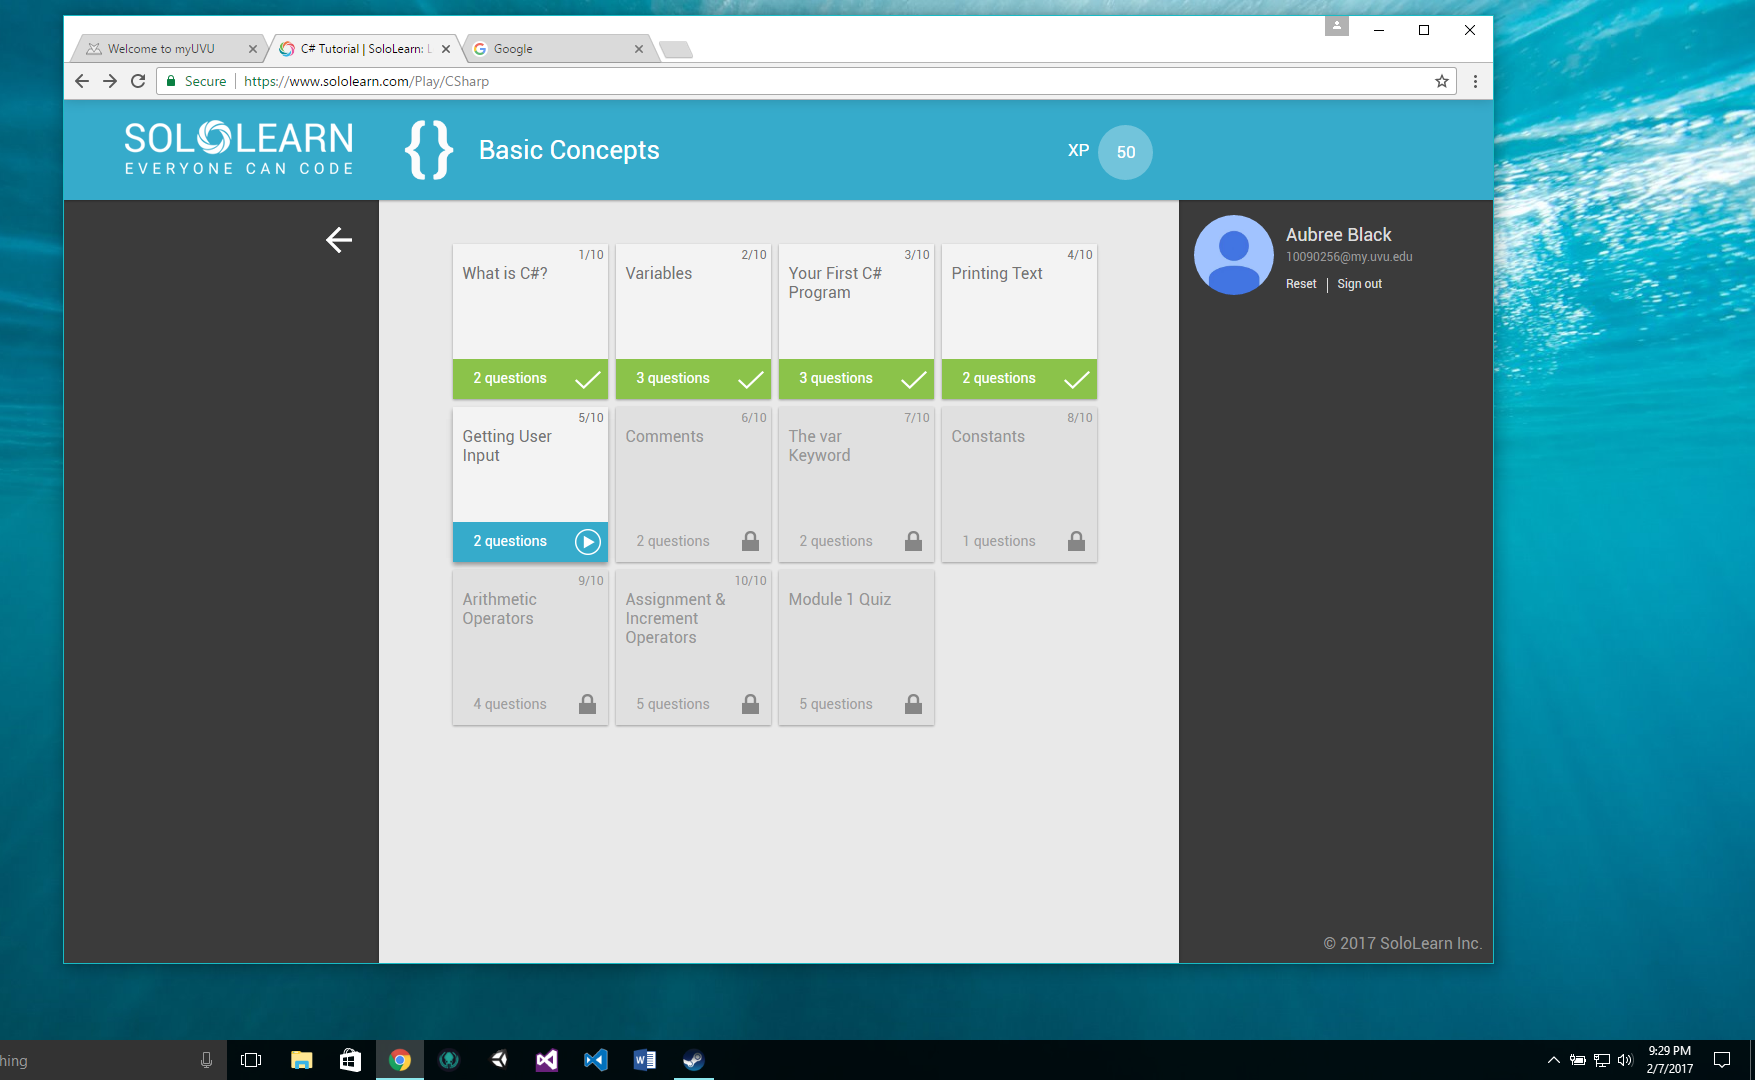 Welcome to myUVU
C# Tutorial | SoloLearn: L
Google
Secure
https://www.sololearn.com/Play/CSharp
SOLOLEARN
EVERYONE CAN CODE
{ }
Basic Concepts
XP
50
Aubree Black
10090256@my.uvu.edu
Reset | Sign out
1/10
What is C#?
2 questions
2/10
Variables
3 questions
3/10
Your First C#
Program
3 questions
4/10
Printing Text
2 questions
5/10
Getting User
Input
2 questions
6/10
Comments
2 questions
7/10
The var
Keyword
2 questions
8/10
Constants
1 questions
9/10
Arithmetic
Operators
4 questions
10/10
Assignment &
Increment
Operators
5 questions
Module 1 Quiz
5 questions
© 2017 SoloLearn Inc.
hing
9:29 PM
2/7/2017